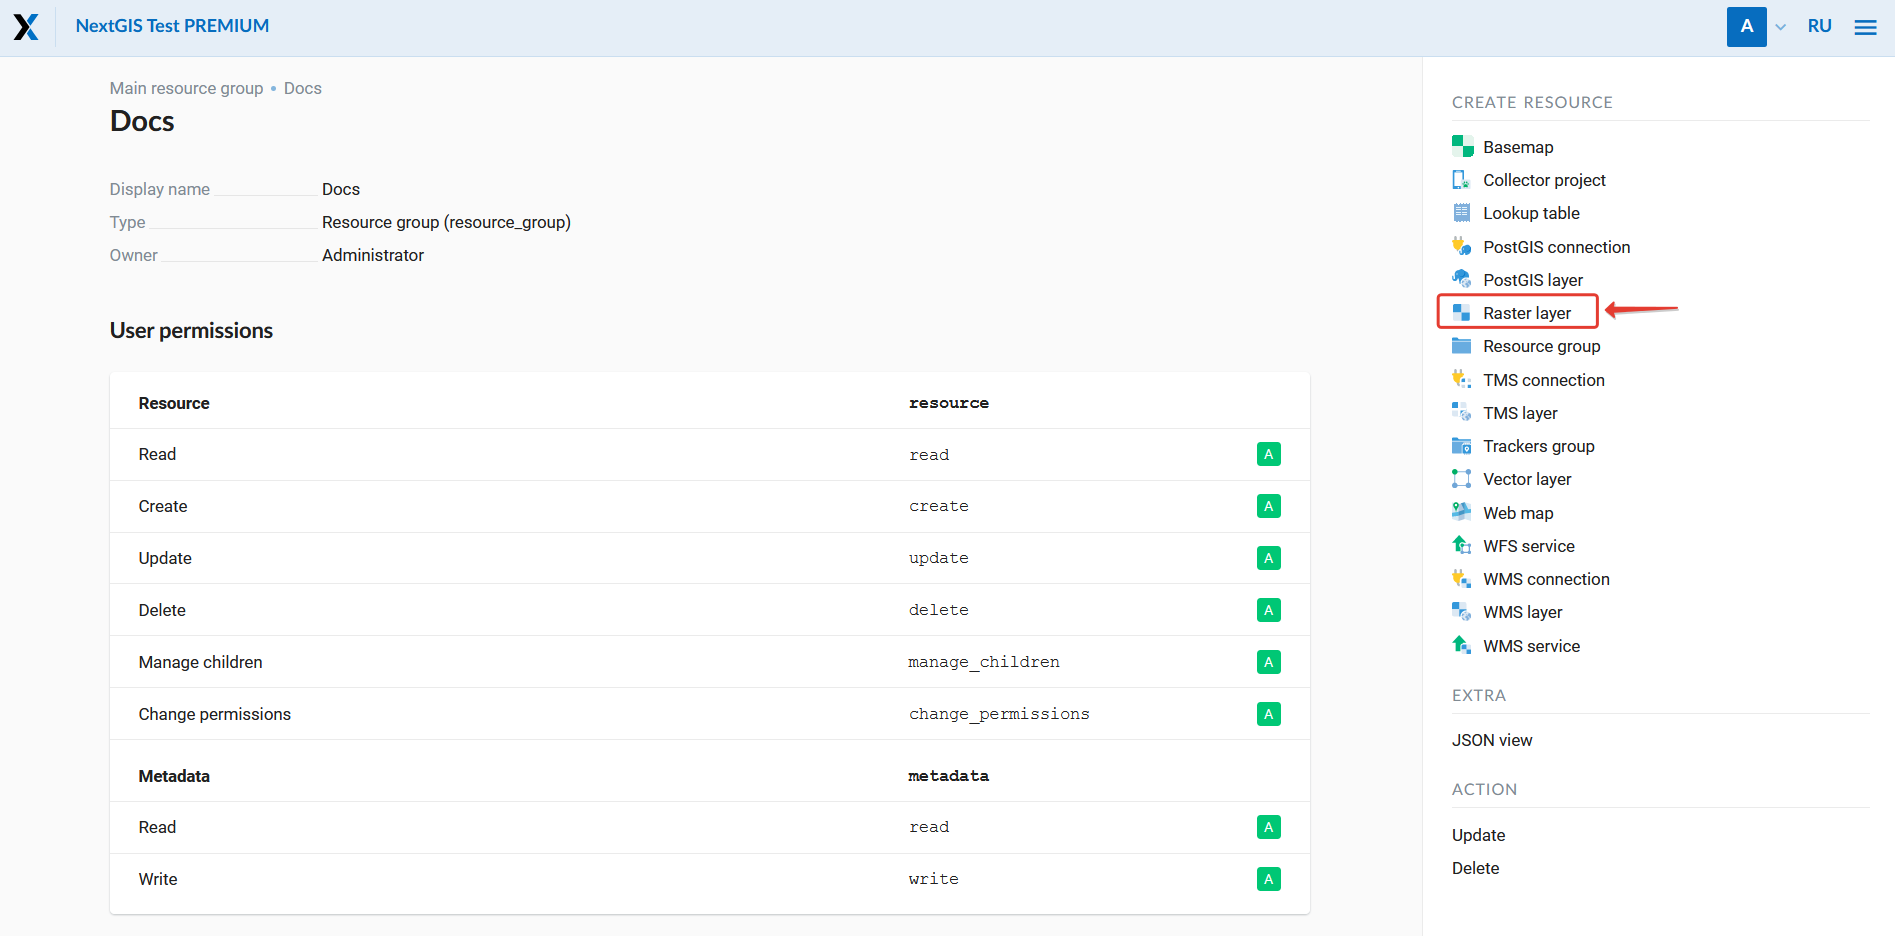 NextGIS Test PREMIUM
A
RU
Main resource group • Docs
Docs
Display name Docs
Type Resource group (resource_group)
Owner Administrator
User permissions
Resource resource
Read read A
Create create A
Update update A
Delete delete A
Manage children manage_children A
Change permissions change_permissions A
Metadata metadata
Read read A
Write write A
CREATE RESOURCE
Basemap
Collector project
Lookup table
PostGIS connection
PostGIS layer
Raster layer
Resource group
TMS connection
TMS layer
Trackers group
Vector layer
Web map
WFS service
WMS connection
WMS layer
WMS service
EXTRA
JSON view
ACTION
Update
Delete